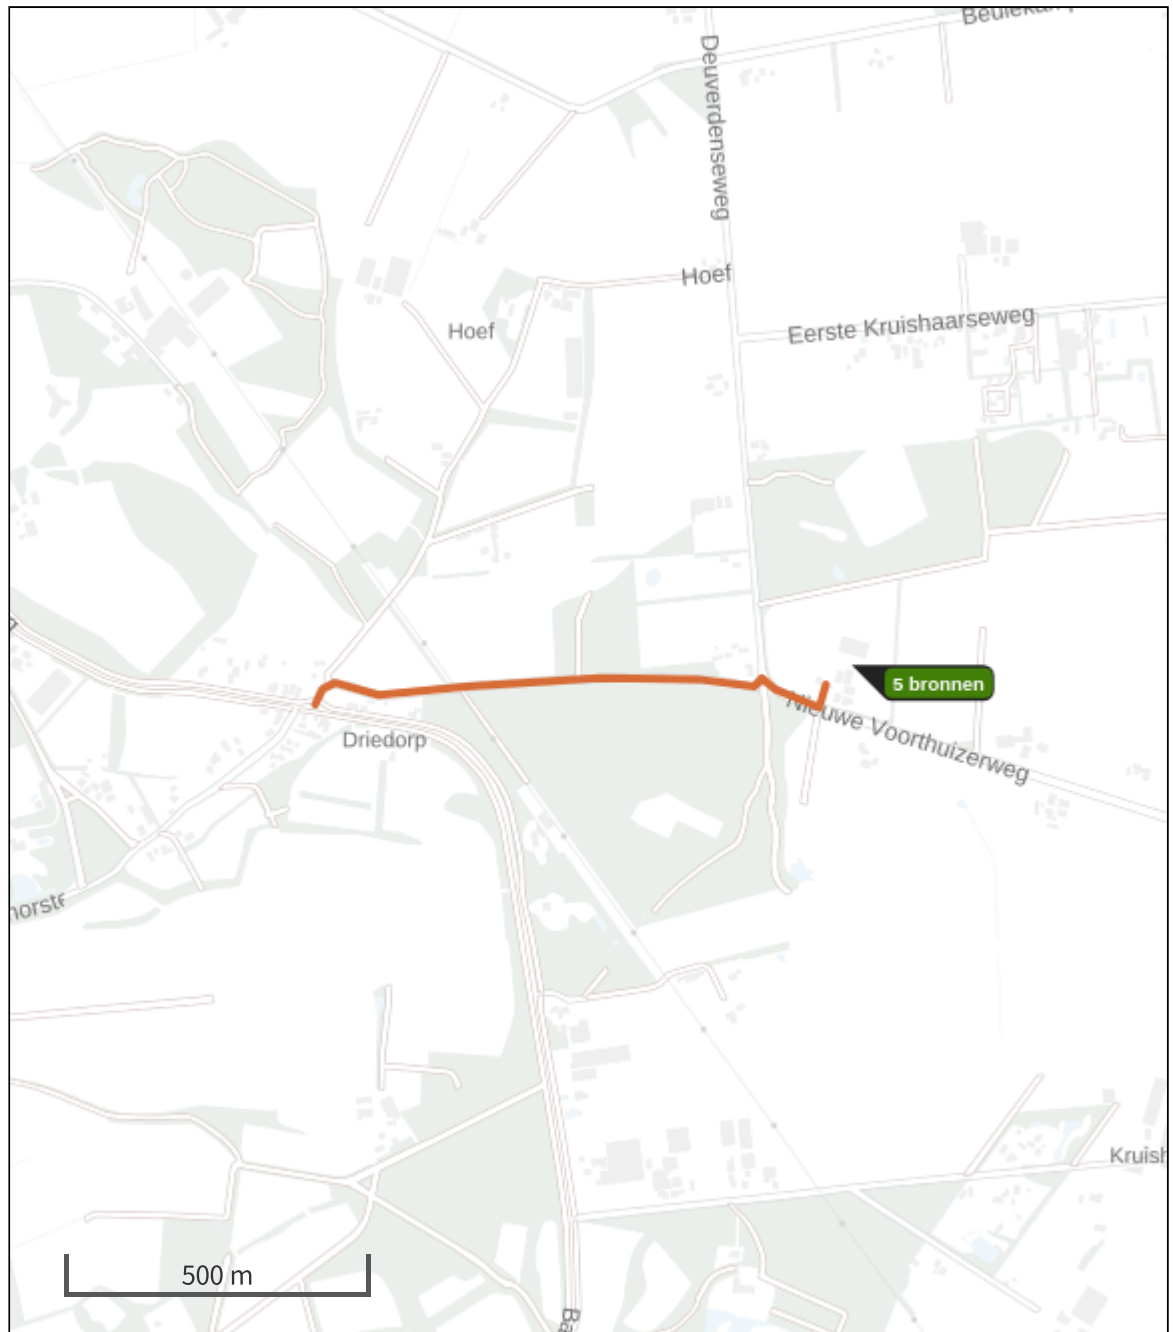 Deuverdenseweg
Hoef
Eerste Kruishaarseweg
Hoef
5 bronnen
Nieuwe Voorthuizerweg
Driedorp
500 m